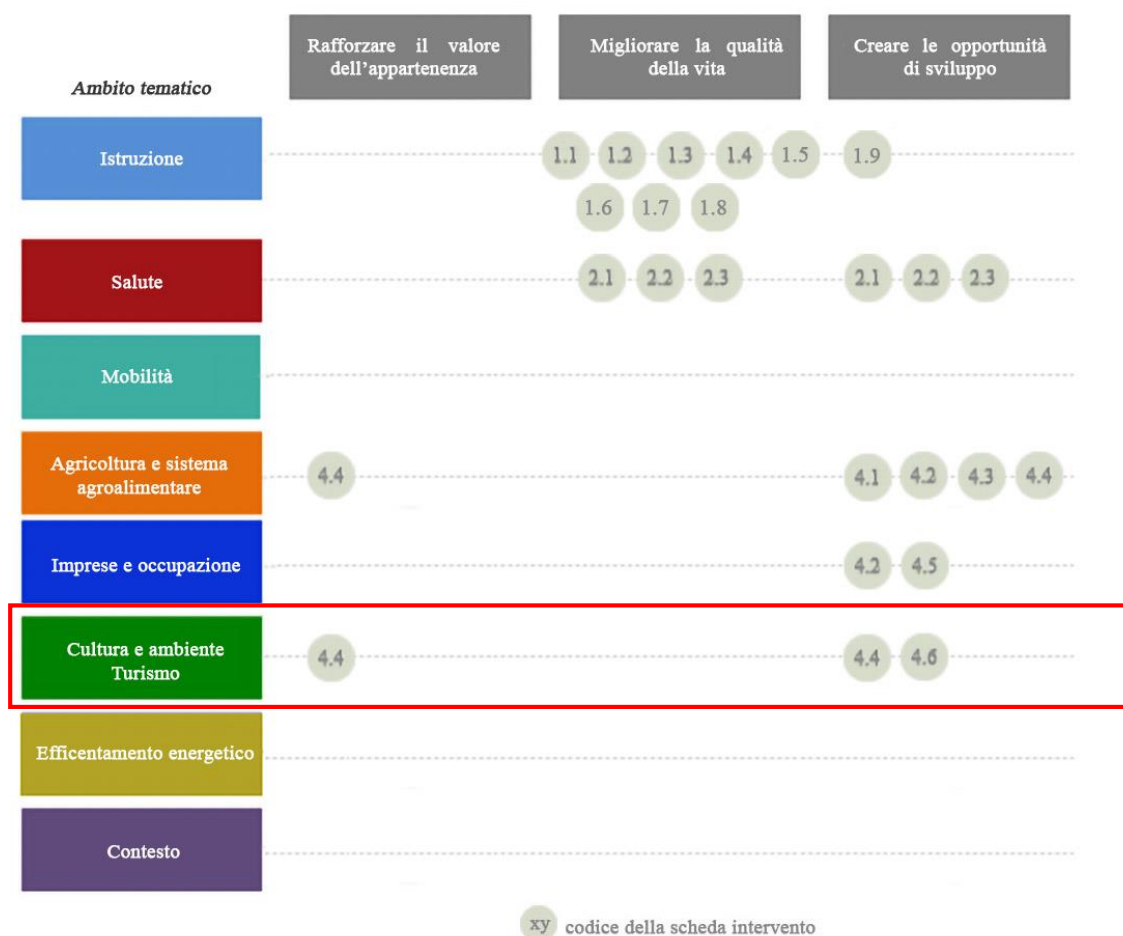 Rafforzare il valore
dell'appartenenza
Migliorare la qualità
della vita
Creare le opportunità
di sviluppo
Ambito tematico
Istruzione
1.1 1.2 1.3 1.4 1.5 1.9
1.6 1.7 1.8
Salute
2.1 2.2 2.3 2.1 2.2 2.3
Mobilità
Agricoltura e sistema
agroalimentare
4.4 4.1 4.2 4.3 4.4
Imprese e occupazione
4.2 4.5
Cultura e ambiente
Turismo
4.4 4.4 4.6
Efficentamento energetico
Contesto
xy codice della scheda intervento